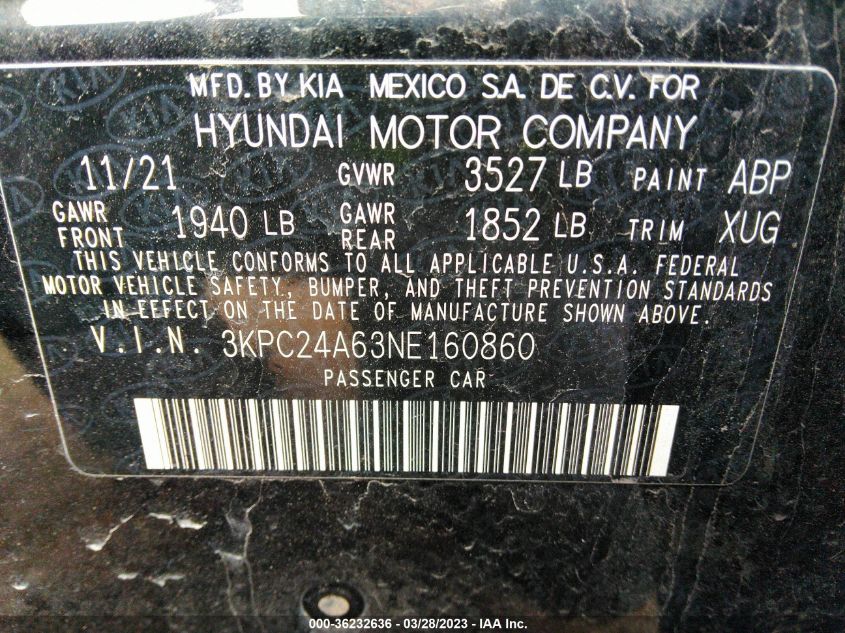 MFD. BY KIA MEXICO S.A. DE C.V. FOR
HYUNDAI MOTOR COMPANY
11/21 GVWR 3527 LB PAINT ABP
GAWR FRONT 1940 LB GAWR REAR 1852 LB TRIM XUG
THIS VEHICLE CONFORMS TO ALL APPLICABLE U.S.A. FEDERAL
MOTOR VEHICLE SAFETY, BUMPER, AND THEFT PREVENTION STANDARDS
IN EFFECT ON THE DATE OF MANUFACTURE SHOWN ABOVE.
V.I.N. 3KPC24A63NE160860
PASSENGER CAR
000-36232636 - 03/28/2023 - IAA Inc.